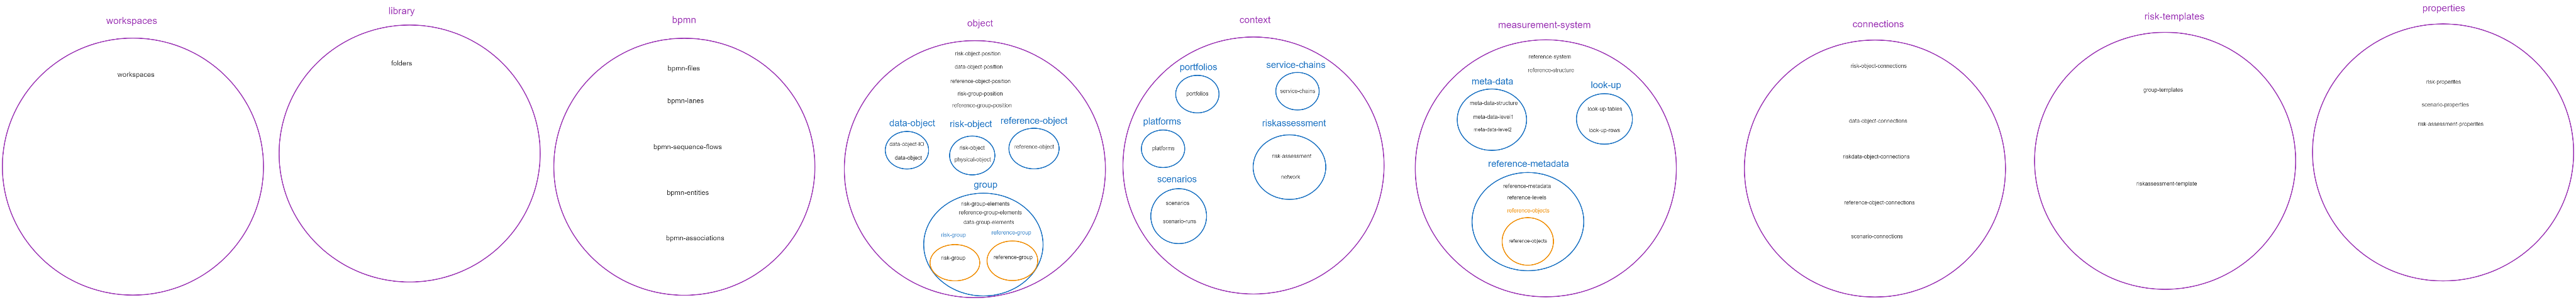 workspaces
workspaces
library
folders
bpmn
bpmn-files
bpmn-lanes
bpmn-sequence-flows
bpmn-entities
bpmn-associations
object
risk-object-position
data-object-position
reference-object-position
risk-group-position
reference-group-position
data-object
data-object-IO
data-object
risk-object
risk-object
physical-object
reference-object
reference-object
group
risk-group-elements
reference-group-elements
data-group-elements
risk-group
risk-group
reference-group
reference-group
context
portfolios
portfolios
service-chains
service-chains
platforms
platforms
riskassessment
risk assessment
network
scenarios
scenarios
scenario-runs
measurement-system
reference-system
reference-structure
meta-data
meta-data-structure
meta-data-level1
meta-data-level2
look-up
look-up-tables
look-up-rows
reference-metadata
reference-metadata
reference-levels
reference-objects
reference-objects
connections
risk-object-connections
data-object-connections
riskdata-object-connections
reference-object-connections
scenario-connections
risk-templates
group-templates
riskassessment-template
properties
risk-properites
scenario-properites
risk-assessment-properites